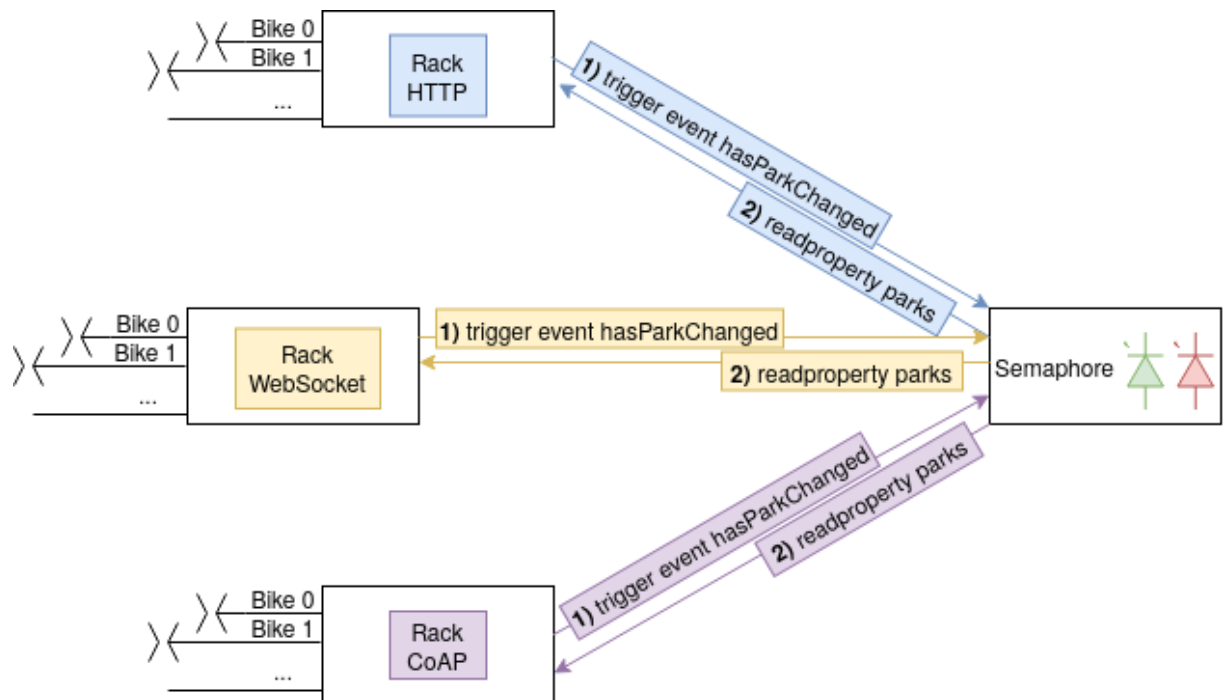 Bike 0
Bike 1
...
Rack
HTTP
1) trigger event hasParkChanged
2) readproperty parks
Bike 0
Bike 1
...
Rack
WebSocket
1) trigger event hasParkChanged
2) readproperty parks
Semaphore
Bike 0
Bike 1
...
Rack
CoAP
1) trigger event hasParkChanged
2) readproperty parks